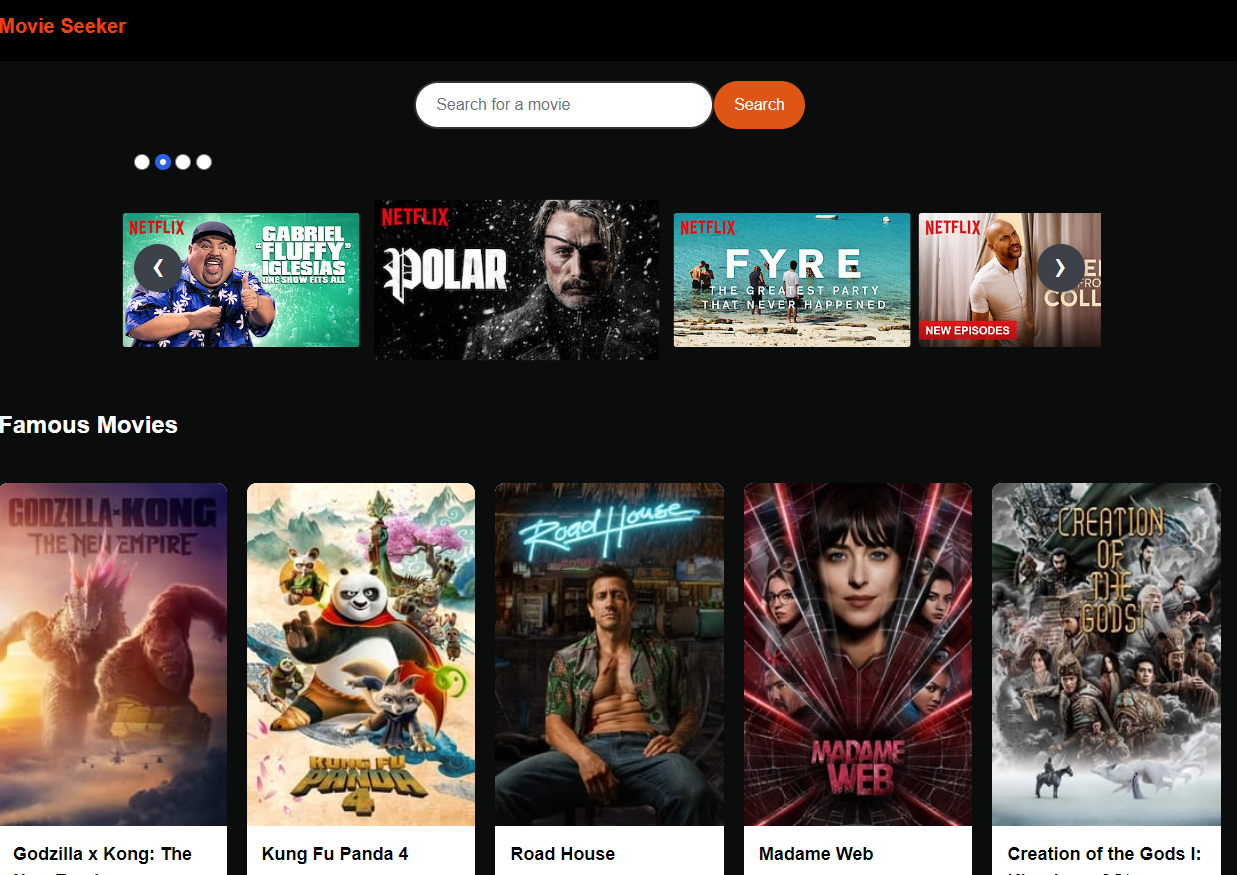 Movie Seeker
Search for a movie
Search
NETFLIX
GABRIEL
"FLUFFY"
IGLESIAS
ONE SHOW FITS ALL
NETFLIX
POLAR
NETFLIX
FYRE
THE GREATEST PARTY
THAT NEVER HAPPENED
NETFLIX
COLL
NEW EPISODES
Famous Movies
GODZILLA x KONG
THE NEW EMPIRE
KUNG FU
PANDA
4
Road House
MADAME
WEB
CREATION
OF
THE
GODS
Godzilla x Kong: The
Kung Fu Panda 4
Road House
Madame Web
Creation of the Gods I: